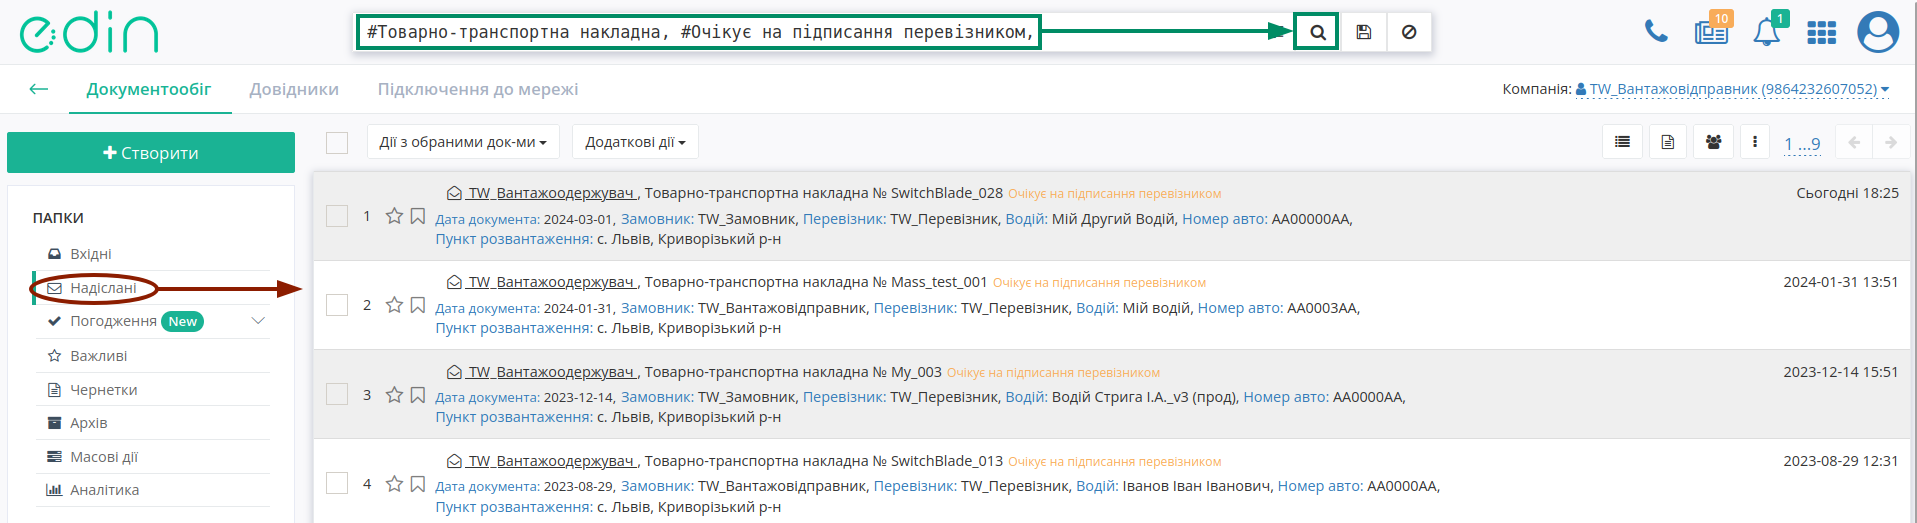 edin
#Товарно-транспортна накладна, #Очікує на підписання перевізником,
10
1
Документообіг Довідники Підключення до мережі
Компанія: TW_Вантажовідправник (9864232607052)
Створити
Дії з обраними док-ми
Додаткові дії
1 ...9
ПАПКИ
Вхідні
Надіслані
Погодження New
Важливі
Чернетки
Архів
Масові дії
Аналітика
1
TW_Вантажоодержувач , Товарно-транспортна накладна № SwitchBlade_028 Очікує на підписання перевізником Сьогодні 18:25
Дата документа: 2024-03-01, Замовник: TW_Замовник, Перевізник: TW_Перевізник, Водій: Мій Другий Водій, Номер авто: АА00000АА,
Пункт розвантаження: с. Львів, Криворізький р-н
2
TW_Вантажоодержувач , Товарно-транспортна накладна № Mass_test_001 Очікує на підписання перевізником 2024-01-31 13:51
Дата документа: 2024-01-31, Замовник: TW_Вантажовідправник, Перевізник: TW_Перевізник, Водій: Мій водій, Номер авто: АА0003АА,
Пункт розвантаження: с. Львів, Криворізький р-н
3
TW_Вантажоодержувач , Товарно-транспортна накладна № My_003 Очікує на підписання перевізником 2023-12-14 15:51
Дата документа: 2023-12-14, Замовник: TW_Замовник, Перевізник: TW_Перевізник, Водій: Водій Стрига І.А._v3 (прод), Номер авто: АА0000АА,
Пункт розвантаження: с. Львів, Криворізький р-н
4
TW_Вантажоодержувач , Товарно-транспортна накладна № SwitchBlade_013 Очікує на підписання перевізником 2023-08-29 12:31
Дата документа: 2023-08-29, Замовник: TW_Вантажовідправник, Перевізник: TW_Перевізник, Водій: Іванов Іван Іванович, Номер авто: АА0000АА,
Пункт розвантаження: с. Львів, Криворізький р-н